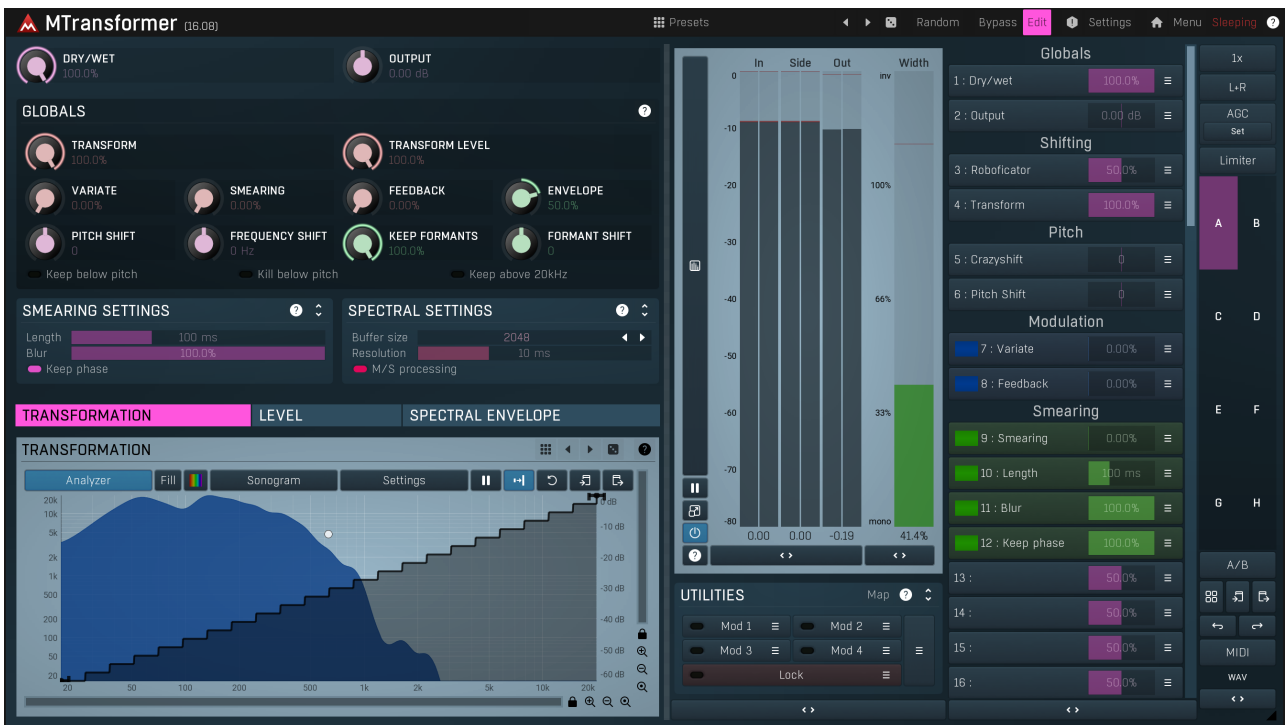 MTransformer (16.08)
Presets
Random
Bypass
Edit
Settings
Menu
Sleeping
?
DRY/WET
100.0%
OUTPUT
0.00 dB
GLOBALS
?
TRANSFORM
100.0%
TRANSFORM LEVEL
100.0%
VARIATE
0.00%
SMEARING
0.00%
FEEDBACK
0.00%
ENVELOPE
50.0%
PITCH SHIFT
0
FREQUENCY SHIFT
0 Hz
KEEP FORMANTS
100.0%
FORMANT SHIFT
0
Keep below pitch
Kill below pitch
Keep above 20kHz
SMEARING SETTINGS
?
Length 100 ms
Blur 100.0%
Keep phase
SPECTRAL SETTINGS
?
Buffer size 2048
Resolution 10 ms
M/S processing
TRANSFORMATION
LEVEL
SPECTRAL ENVELOPE
TRANSFORMATION
?
Analyzer
Fill
Sonogram
Settings
20k
10k
5k
2k
1k
500
200
100
50
20
0 dB
-10 dB
-20 dB
-30 dB
-40 dB
-50 dB
-60 dB
20 50 100 200 500 1k 2k 5k 10k 20k
In Side Out Width
0
-10
-20
-30
-40
-50
-60
-70
-80
inv
100%
66%
33%
mono
0.00 0.00 -0.19 41.4%
?
UTILITIES
Map
?
Mod 1
Mod 2
Mod 3
Mod 4
Lock
Globals
1 : Dry/wet 100.0%
2 : Output 0.00 dB
Shifting
3 : Roboficator 50.0%
4 : Transform 100.0%
Pitch
5 : Crazyshift 0
6 : Pitch Shift 0
Modulation
7 : Variate 0.00%
8 : Feedback 0.00%
Smearing
9 : Smearing 0.00%
10 : Length 100 ms
11 : Blur 100.0%
12 : Keep phase 100.0%
13 : 50.0%
14 : 50.0%
15 : 50.0%
16 : 50.0%
1x
L+R
AGC
Set
Limiter
A B
C D
E F
G H
A/B
MIDI
WAV